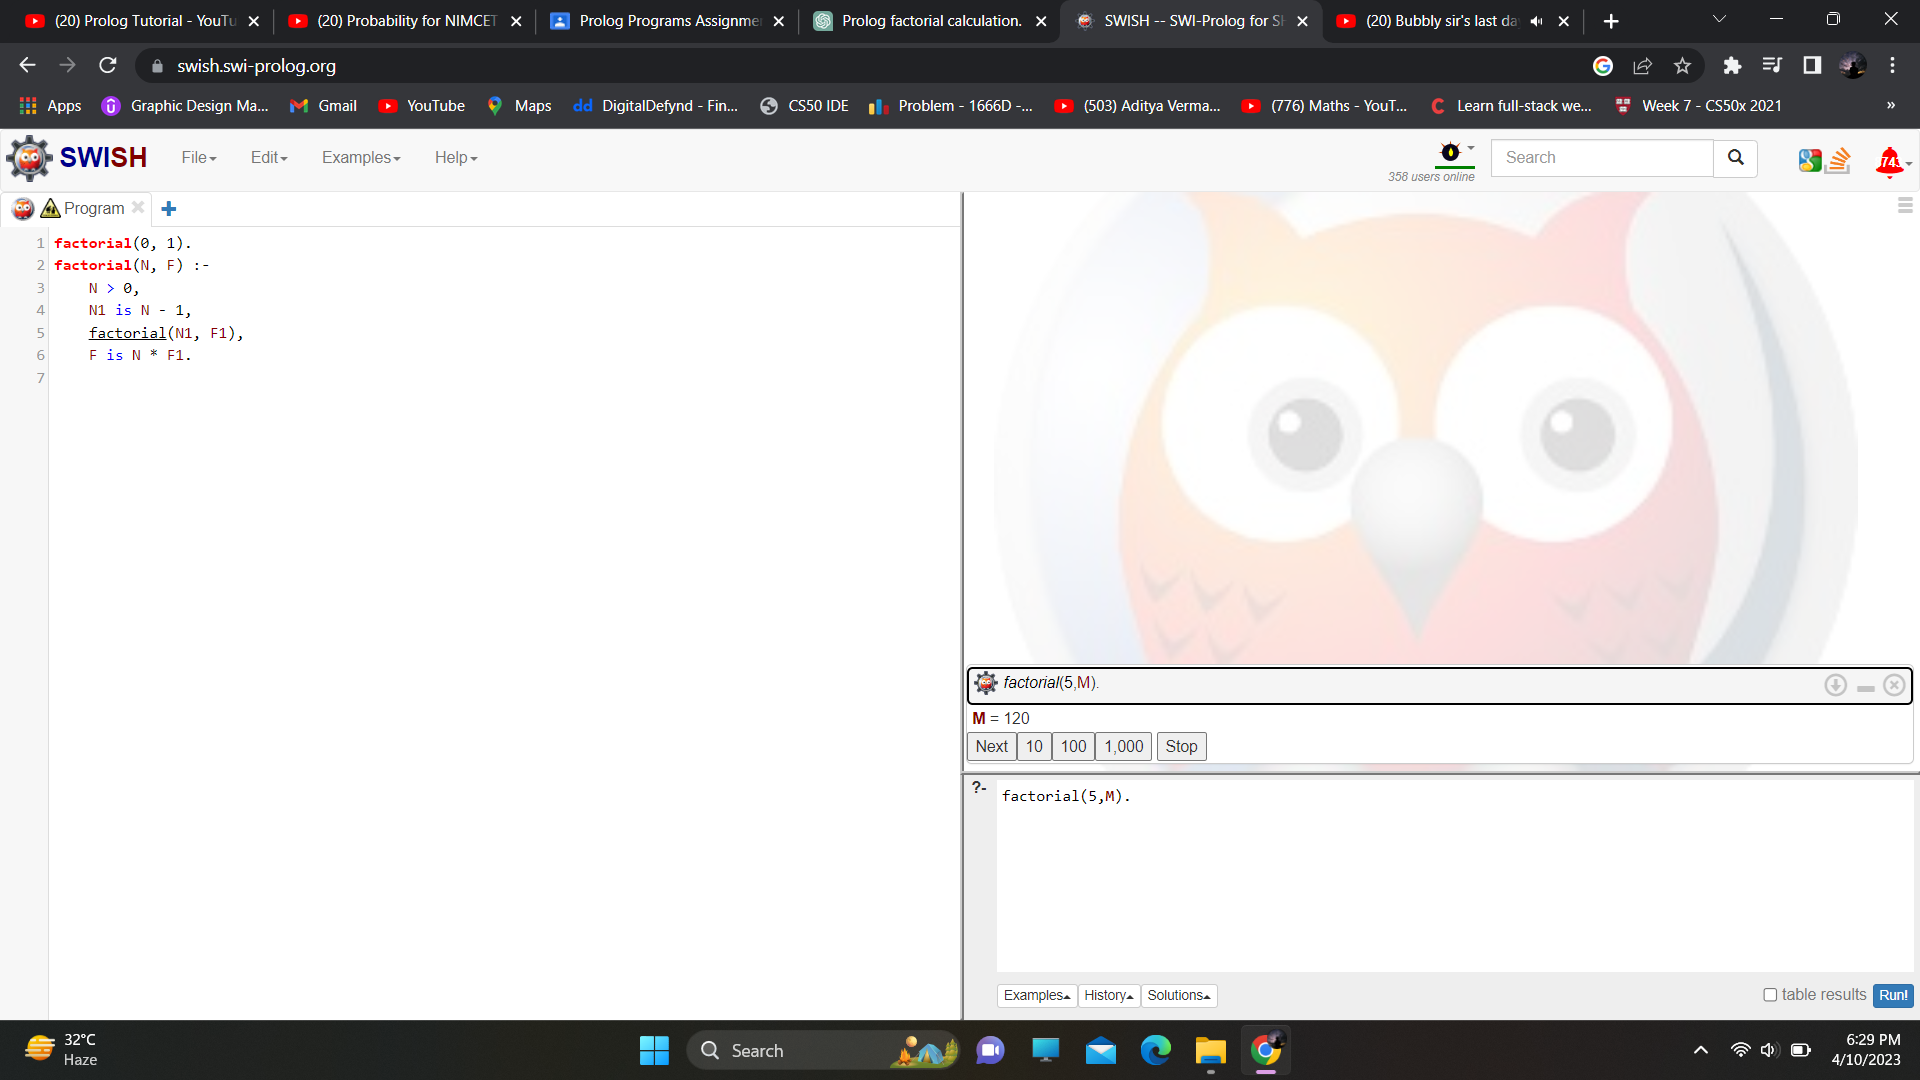 (20) Prolog Tutorial - YouTu
(20) Probability for NIMCET
Prolog Programs Assignme
Prolog factorial calculation.
SWISH -- SWI-Prolog for SH
(20) Bubbly sir's last da
swish.swi-prolog.org
Apps
Graphic Design Ma...
Gmail
YouTube
Maps
dd DigitalDefynd - Fin...
CS50 IDE
Problem - 1666D -...
(503) Aditya Verma...
(776) Maths - YouT...
Learn full-stack we...
Week 7 - CS50x 2021
»
SWISH
File
Edit
Examples
Help
358 users online
Search
743
Program
1 factorial(0, 1).
2 factorial(N, F) :-
3 N > 0,
4 N1 is N - 1,
5 factorial(N1, F1),
6 F is N * F1.
7
factorial(5,M).
M = 120
Next 10 100 1,000 Stop
?- factorial(5,M).
Examples History Solutions
table results Run!
32°C
Haze
Search
6:29 PM
4/10/2023